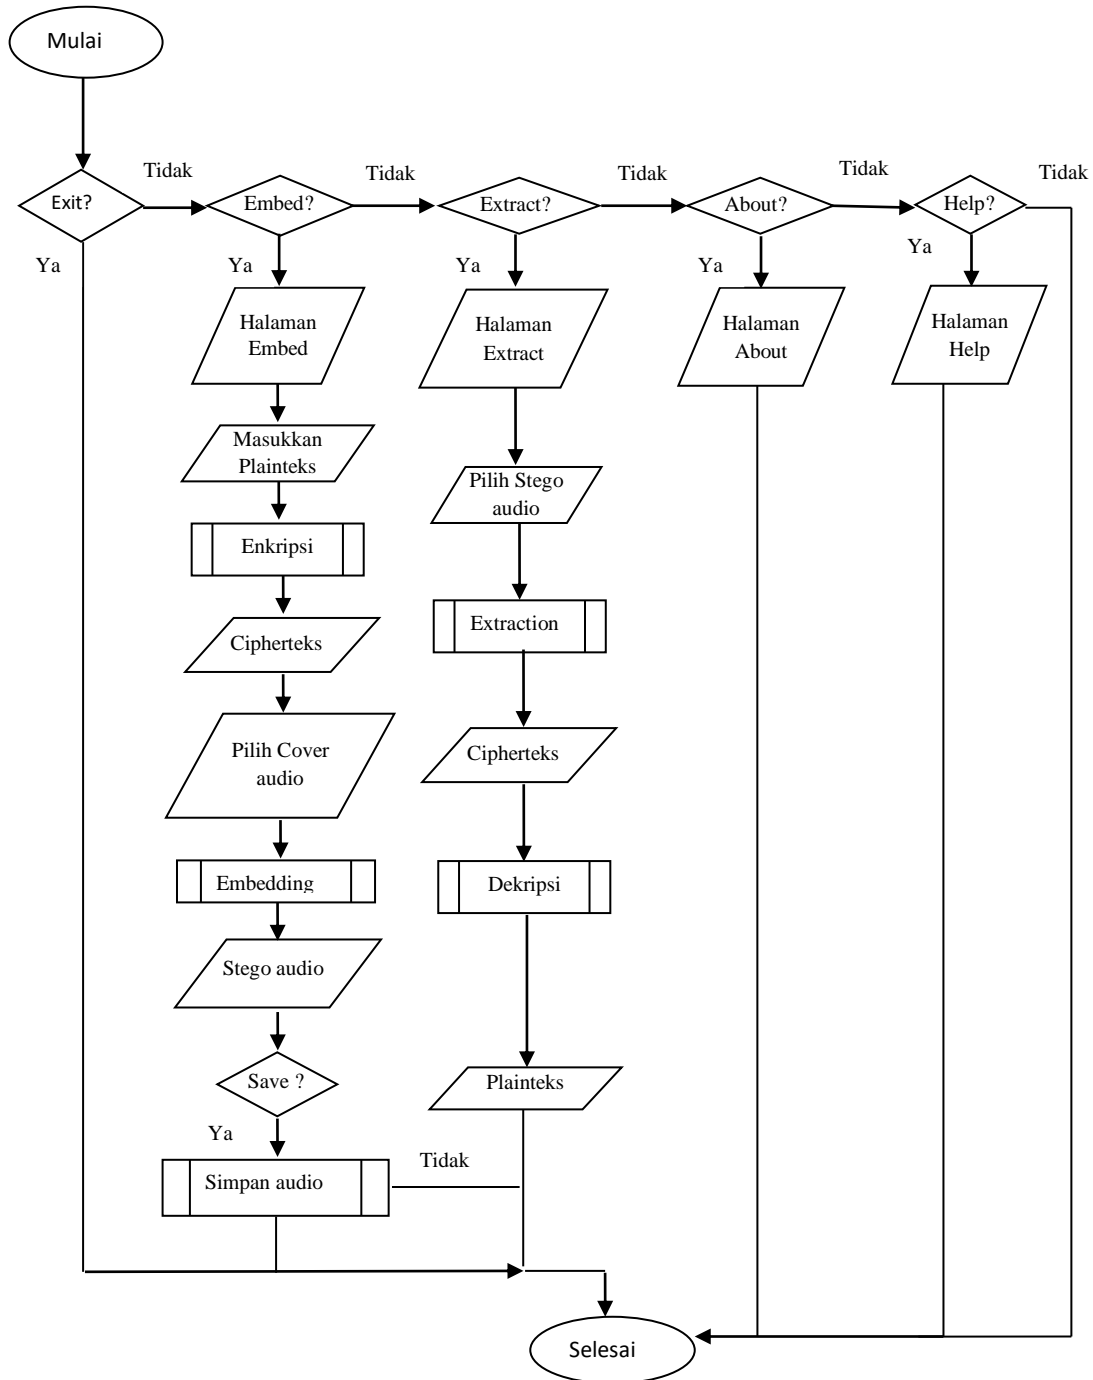 Mulai
Tidak
Tidak
Tidak
Tidak
Tidak
Exit?
Embed?
Extract?
About?
Help?
Ya
Ya
Ya
Ya
Ya
Halaman
Embed
Halaman
Extract
Halaman
About
Halaman
Help
Masukkan
Plainteks
Pilih Stego
audio
Enkripsi
Extraction
Cipherteks
Pilih Cover
audio
Cipherteks
Embedding
Dekripsi
Stego audio
Save ?
Plainteks
Ya
Tidak
Simpan audio
Selesai